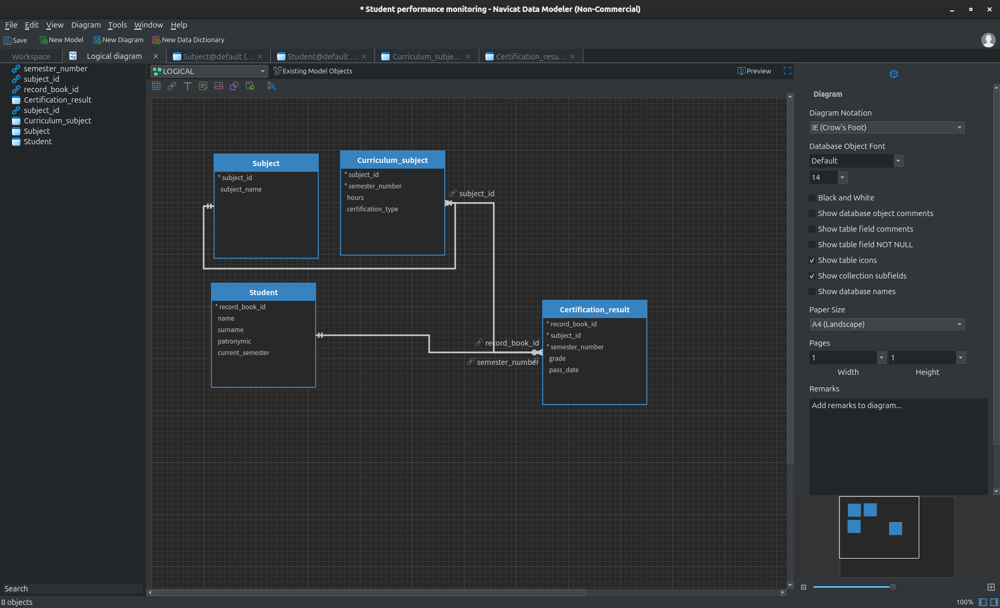 * Student performance monitoring - Navicat Data Modeler (Non-Commercial)
File Edit View Diagram Tools Window Help
Save New Model New Diagram New Data Dictionary
Workspace Logical diagram Subject@default (... Student@default ... Curriculum_subje... Certification_resu...
semester_number
subject_id
record_book_id
Certification_result
subject_id
Curriculum_subject
Subject
Student
Search
8 objects
LOGICAL Existing Model Objects Preview
Subject
* subject_id
subject_name
Curriculum_subject
* subject_id
* semester_number
hours
certification_type
subject_id
Student
* record_book_id
name
surname
patronymic
current_semester
record_book_id
semester_number
Certification_result
* record_book_id
* subject_id
* semester_number
grade
pass_date
Diagram
Diagram Notation
IE (Crow's Foot)
Database Object Font
Default
14
Black and White
Show database object comments
Show table field comments
Show table field NOT NULL
Show table icons
Show collection subfields
Show database names
Paper Size
A4 (Landscape)
Pages
1 1
Width Height
Remarks
Add remarks to diagram...
100%